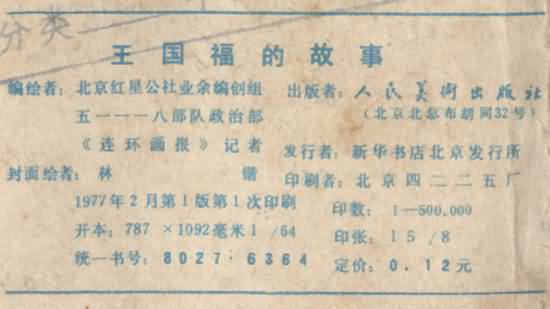 分类
王国福的故事
编绘者：北京红星公社业余编创组
五一一一八部队政治部
《连环画报》记者
封面绘者：林锴
1977年2月第1版第1次印刷
开本：787×1092毫米1/64
统一书号：8027·6364
出版者：人民美术出版社
（北京北总布胡同32号）
发行者：新华书店北京发行所
印刷者：北京四二二五厂
印数：1—500,000
印张：15/8
定价：0.12元